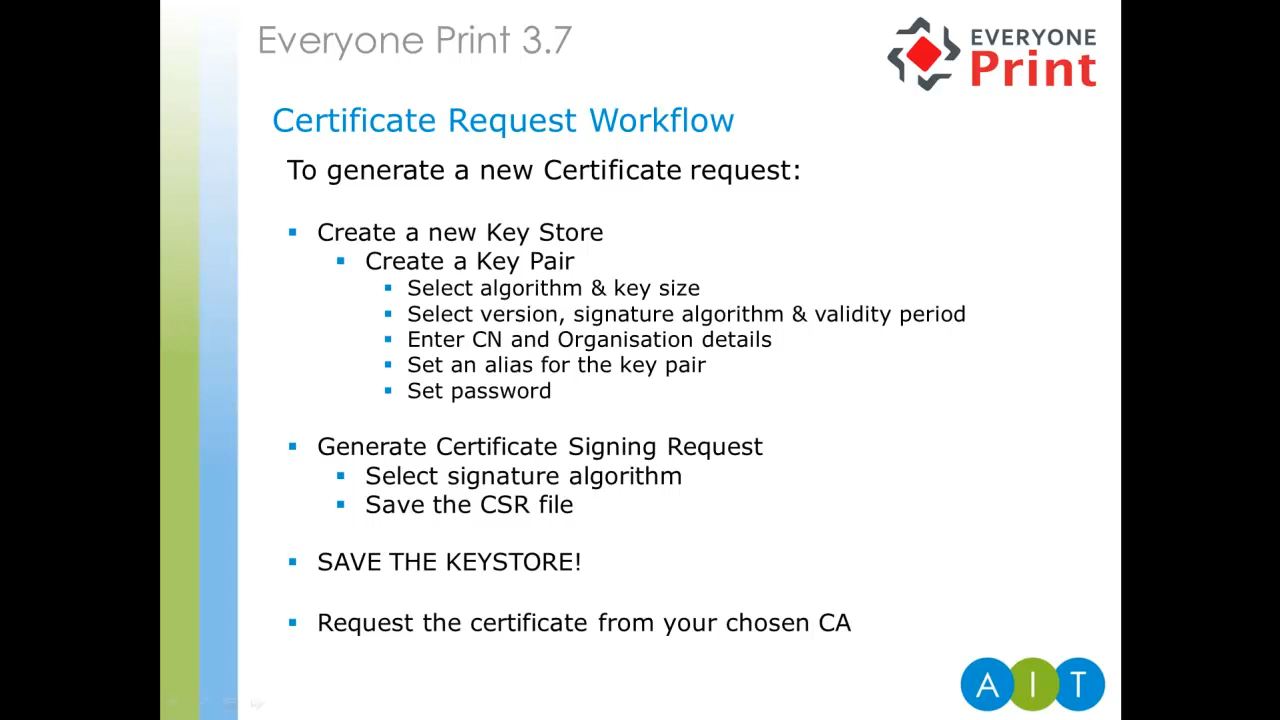 Everyone Print 3.7
EVERYONE
Print
Certificate Request Workflow
To generate a new Certificate request:
Create a new Key Store
Create a Key Pair
Select algorithm & key size
Select version, signature algorithm & validity period
Enter CN and Organisation details
Set an alias for the key pair
Set password
Generate Certificate Signing Request
Select signature algorithm
Save the CSR file
SAVE THE KEYSTORE!
Request the certificate from your chosen CA
A I T